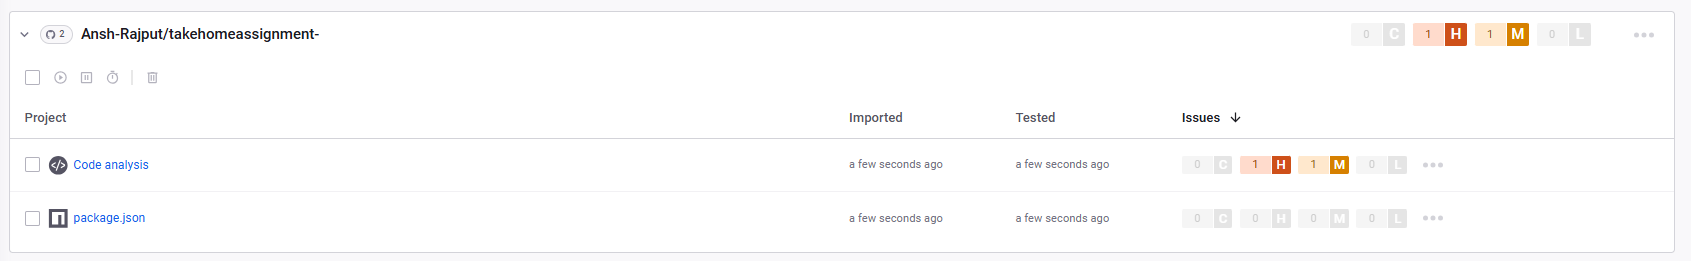 2 Ansh-Rajput/takehomeassignment- 0 C 1 H 1 M 0 L
Project Imported Tested Issues
Code analysis a few seconds ago a few seconds ago 0 C 1 H 1 M 0 L
package.json a few seconds ago a few seconds ago 0 C 0 H 0 M 0 L